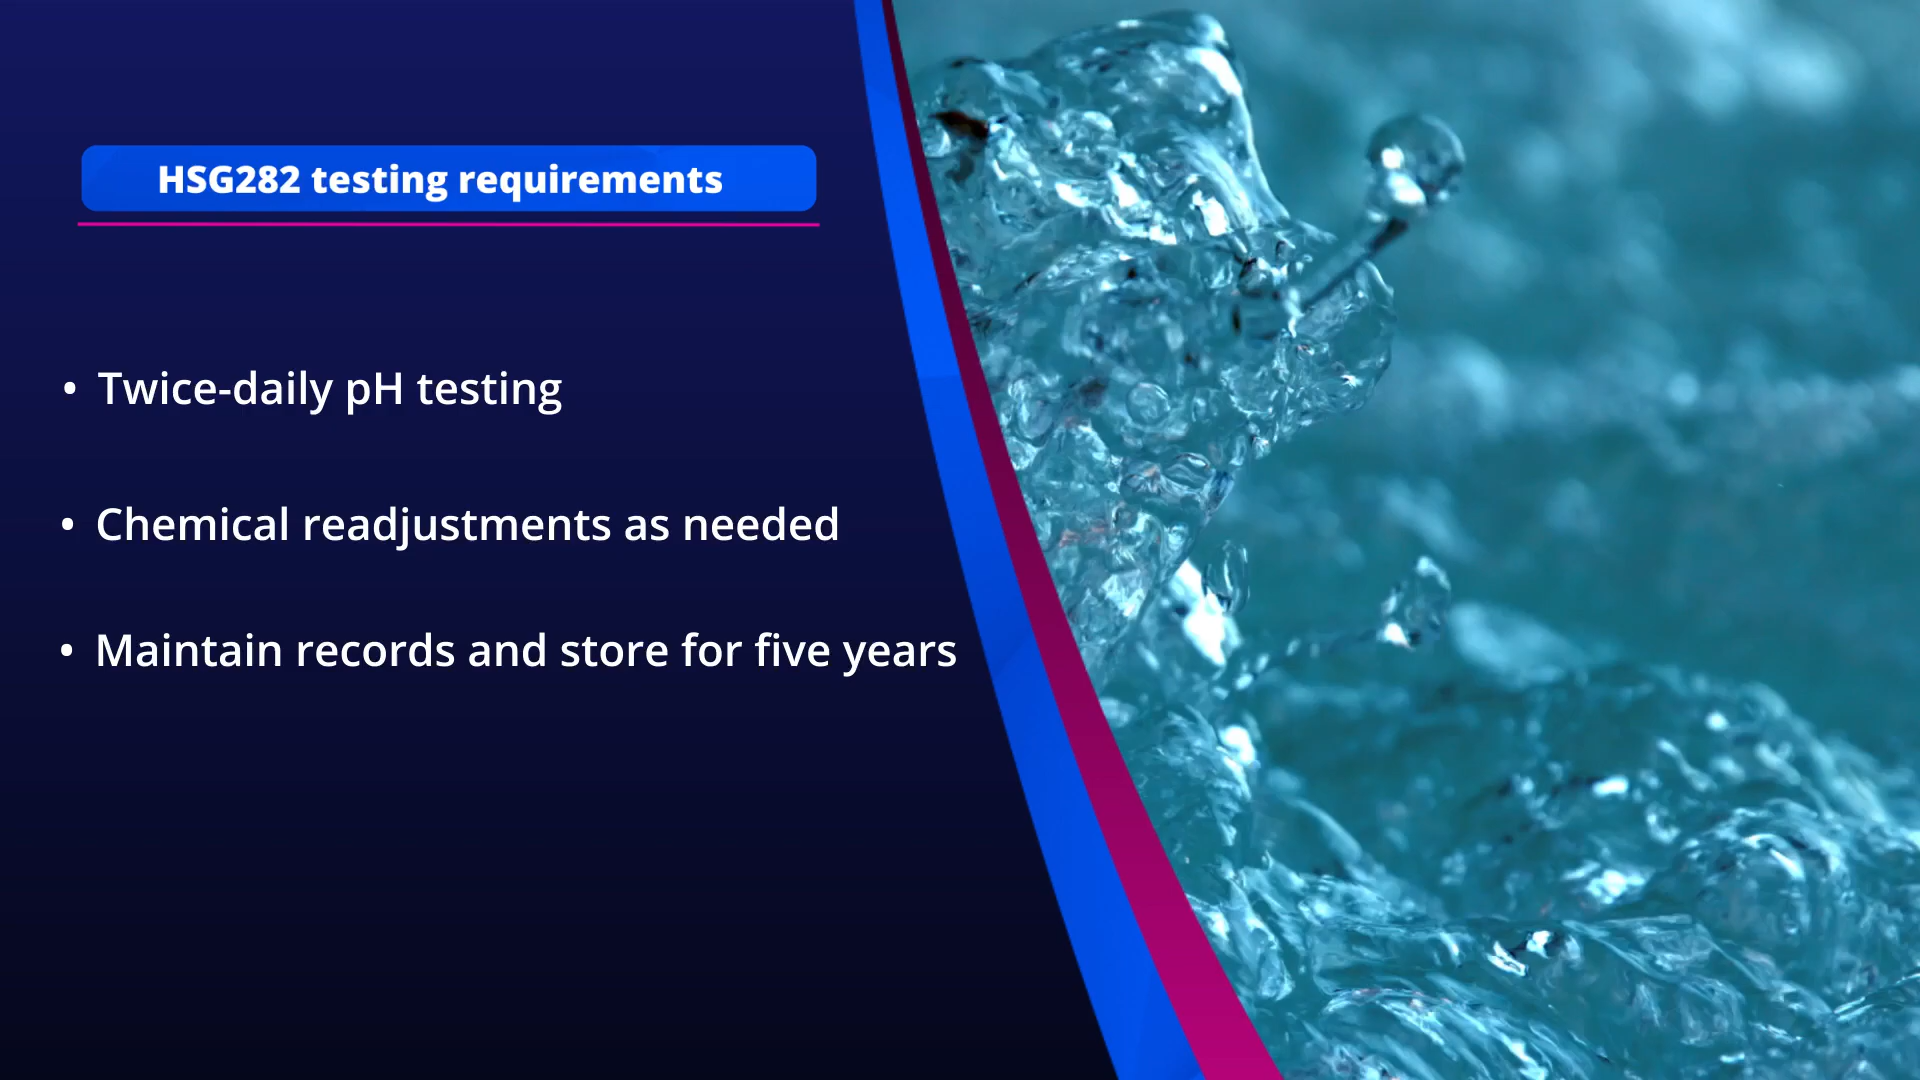 HSG282 testing requirements
• Twice-daily pH testing
• Chemical readjustments as needed
• Maintain records and store for five years